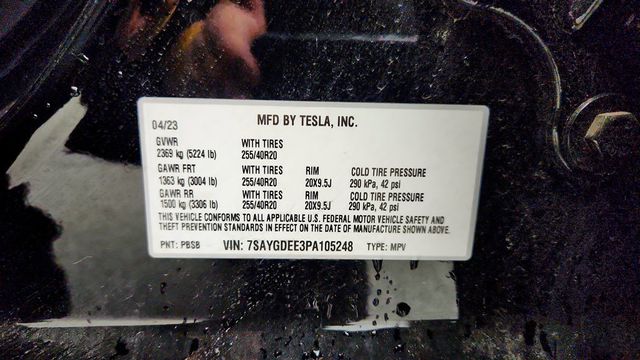 MFD BY TESLA, INC.
04/23
GVWR WITH TIRES
2369 kg (5224 lb) 255/40R20
GAWR FRT WITH TIRES RIM COLD TIRE PRESSURE
1363 kg (3004 lb) 255/40R20 20X9.5J 290 kPa, 42 psi
GAWR RR WITH TIRES RIM COLD TIRE PRESSURE
1500 kg (3306 lb) 255/40R20 20X9.5J 290 kPa, 42 psi
THIS VEHICLE CONFORMS TO ALL APPLICABLE U.S. FEDERAL MOTOR VEHICLE SAFETY AND
THEFT PREVENTION STANDARDS IN EFFECT ON THE DATE OF MANUFACTURE SHOWN ABOVE.
PNT: PBSB VIN: 7SAYGDEE3PA105248 TYPE: MPV